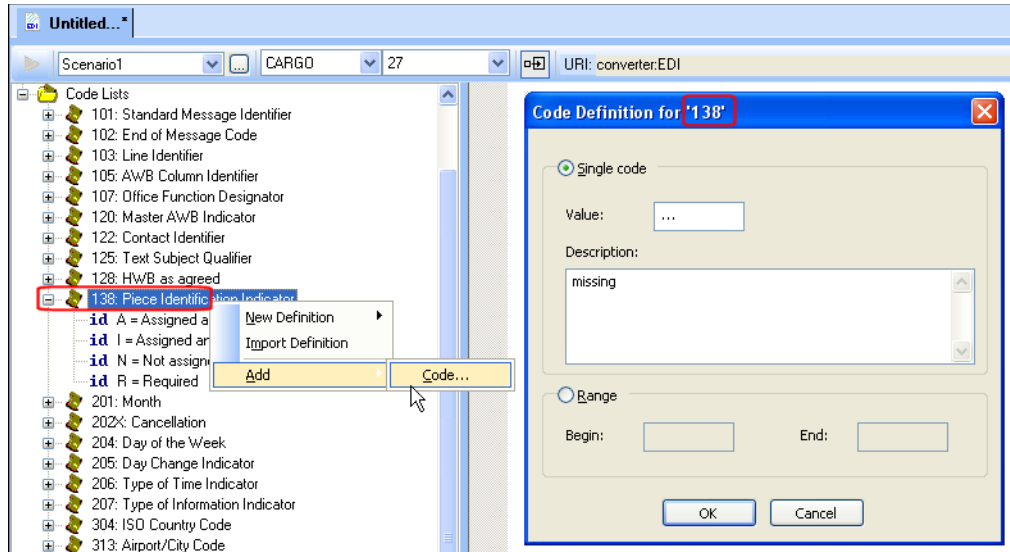 EDI Untitled...*
Scenario1 ... CARGO 27 URI: converter:EDI
Code Lists
101: Standard Message Identifier
102: End of Message Code
103: Line Identifier
105: AWB Column Identifier
107: Office Function Designator
120: Master AWB Indicator
122: Contact Identifier
125: Text Subject Qualifier
128: HWB as agreed
138: Piece Identification Indicator
id A = Assigned a
id I = Assigned ar
id N = Not assign
id R = Required
201: Month
202X: Cancellation
204: Day of the Week
205: Day Change Indicator
206: Type of Time Indicator
207: Type of Information Indicator
304: ISO Country Code
313: Airport/City Code
New Definition
Import Definition
Add
Code...
Code Definition for '138'
Single code
Value: ...
Description:
missing
Range
Begin: End:
OK Cancel